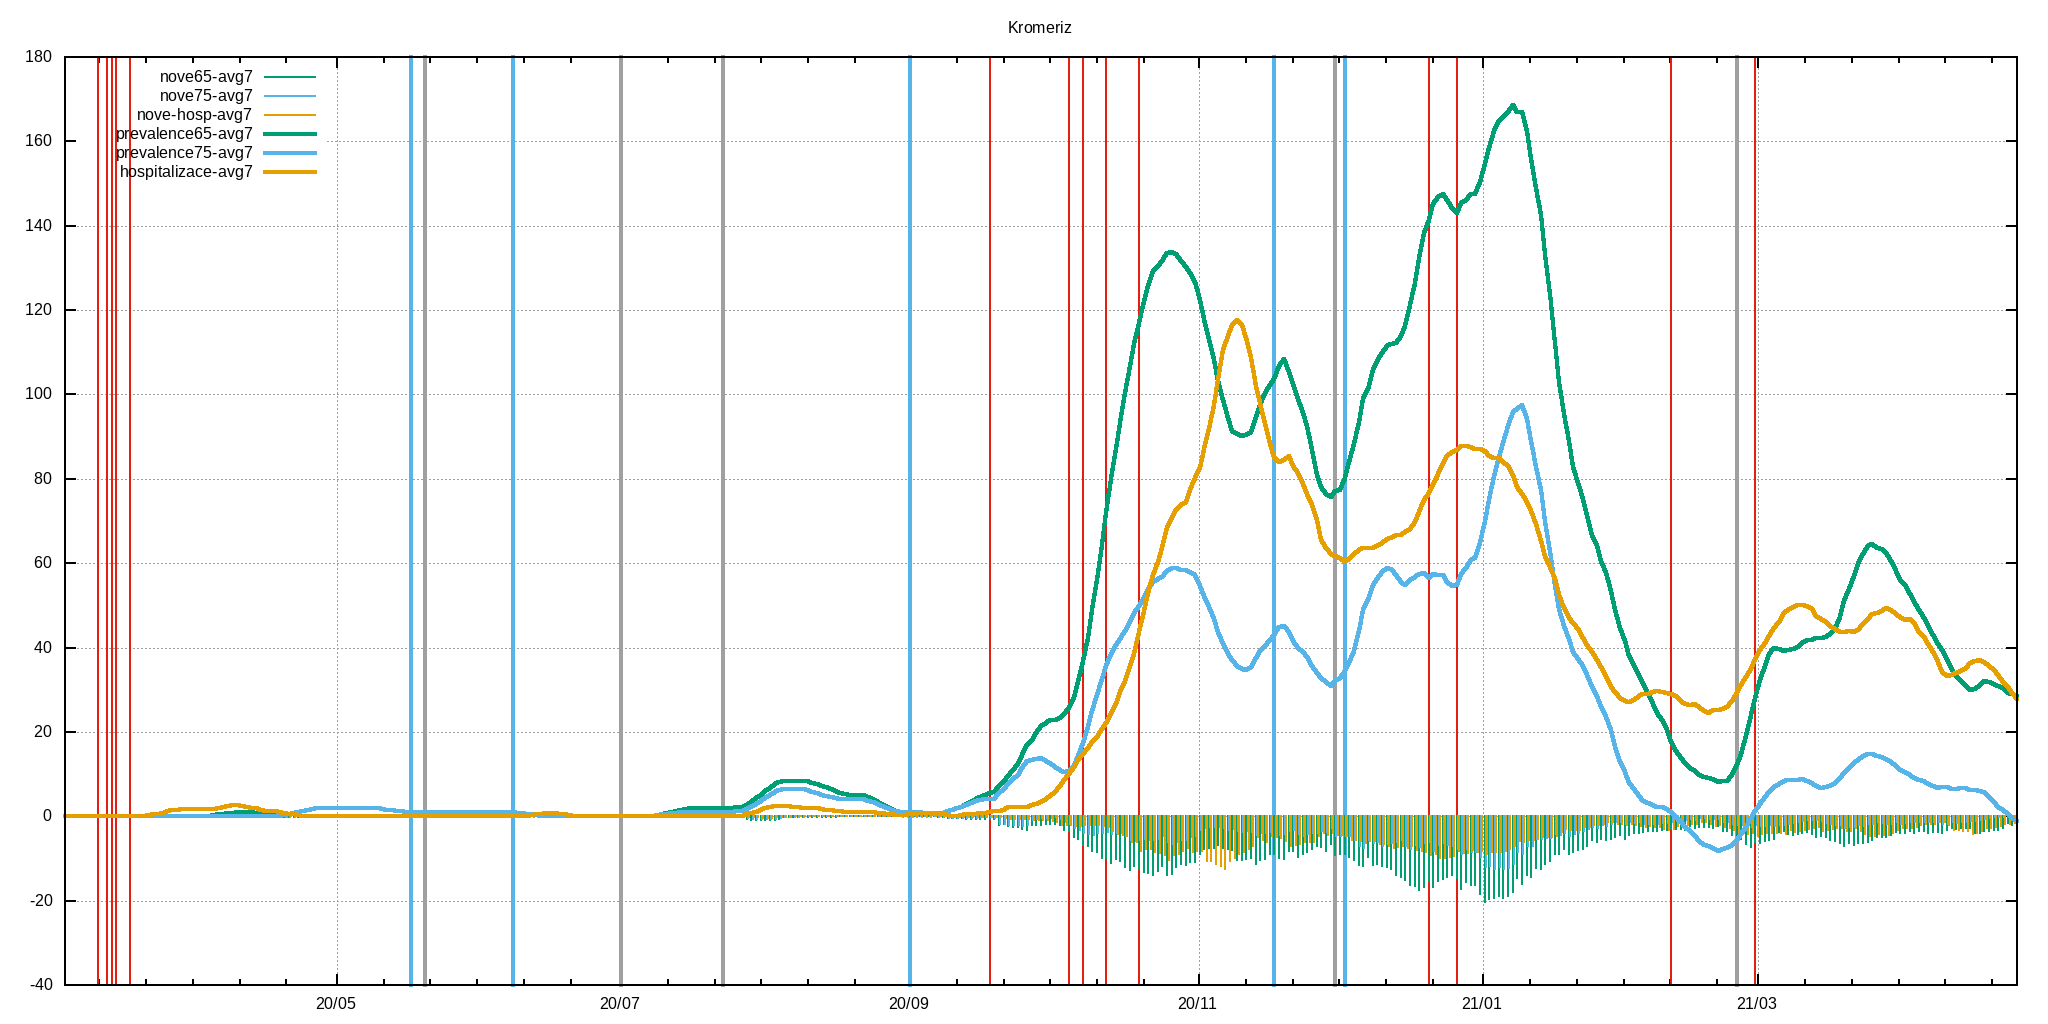 Kromeriz
180
160
140
120
100
80
60
40
20
0
-20
-40
nove65-avg7
nove75-avg7
nove-hosp-avg7
prevalence65-avg7
prevalence75-avg7
hospitalizace-avg7
20/05 20/07 20/09 20/11 21/01 21/03